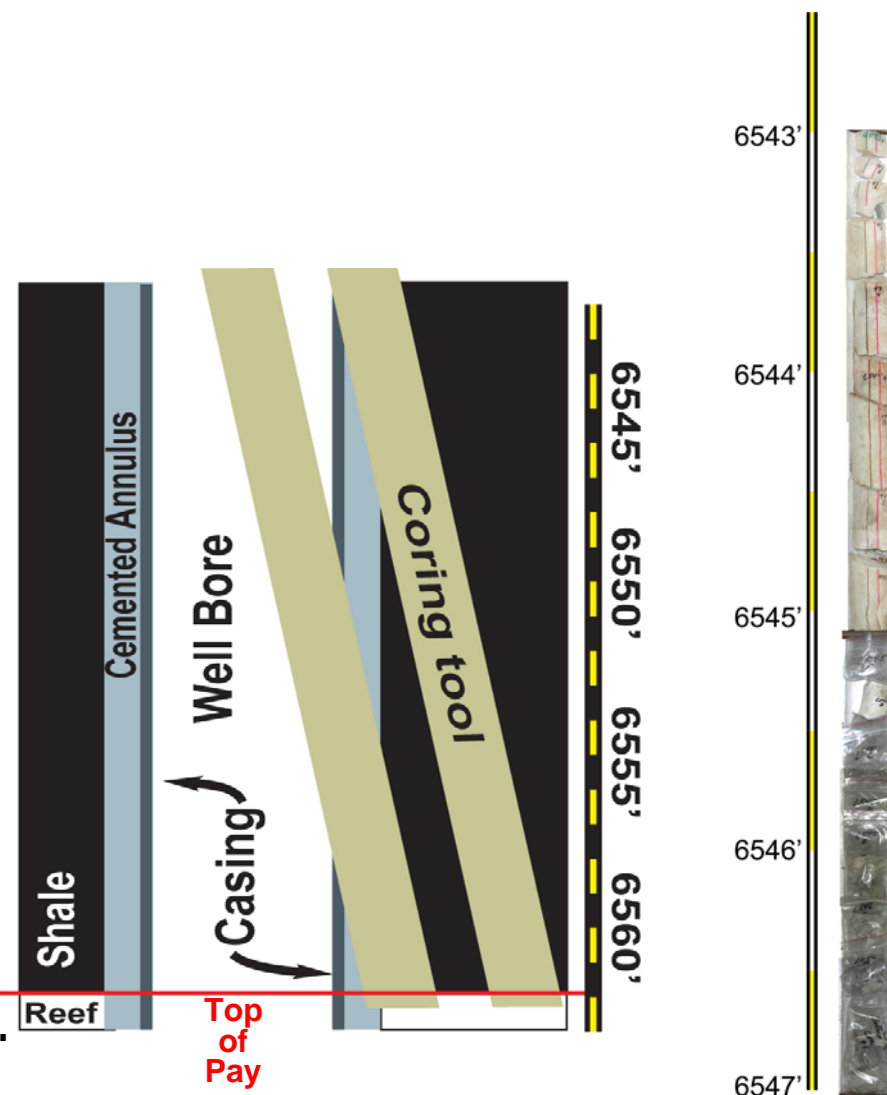 Shale
Cemented Annulus
Well Bore
Casing
Coring tool
Reef
Top
of
Pay
6545’
6550’
6555’
6560’
6543’
6544’
6545’
6546’
6547’